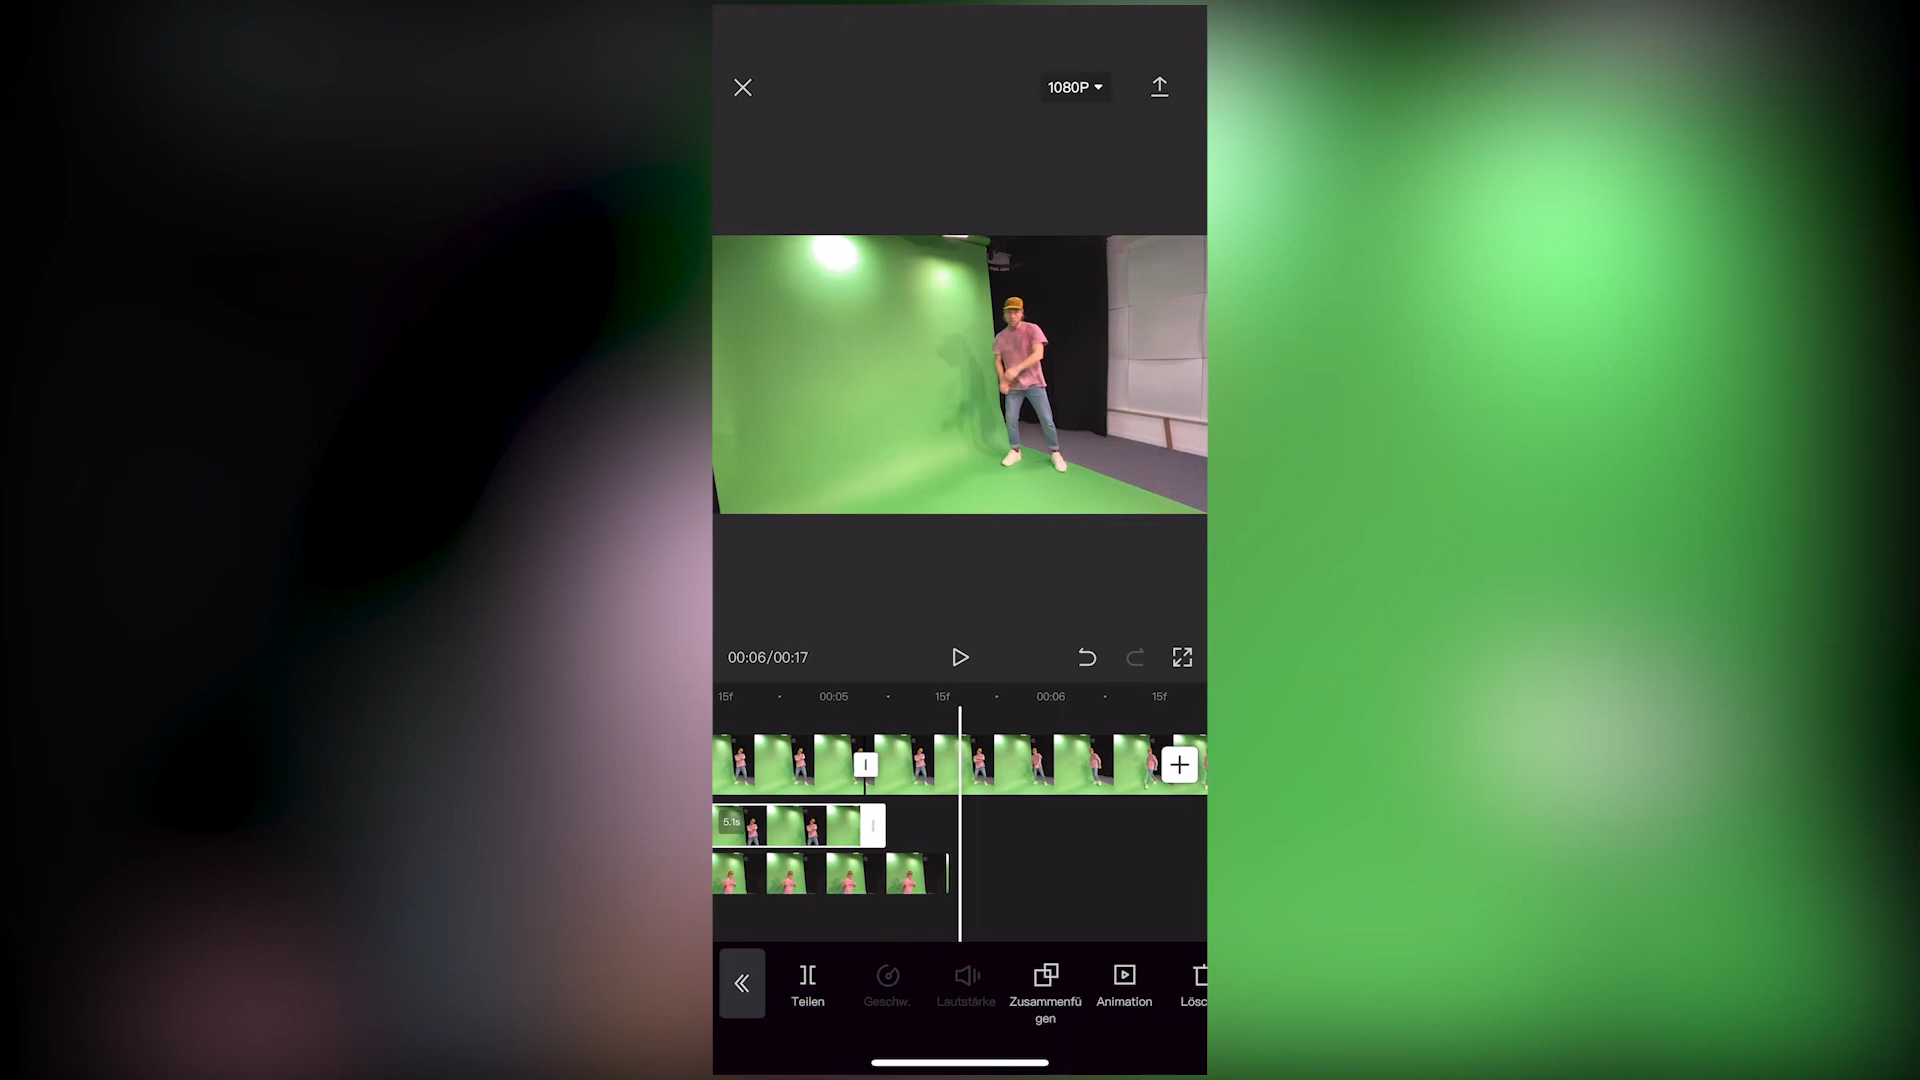 1080P
00:06/00:17
15f 00:05 15f 00:06 15f
5.1s
Teilen
Geschw.
Lautstärke
Zusammenfü
gen
Animation
Lösc